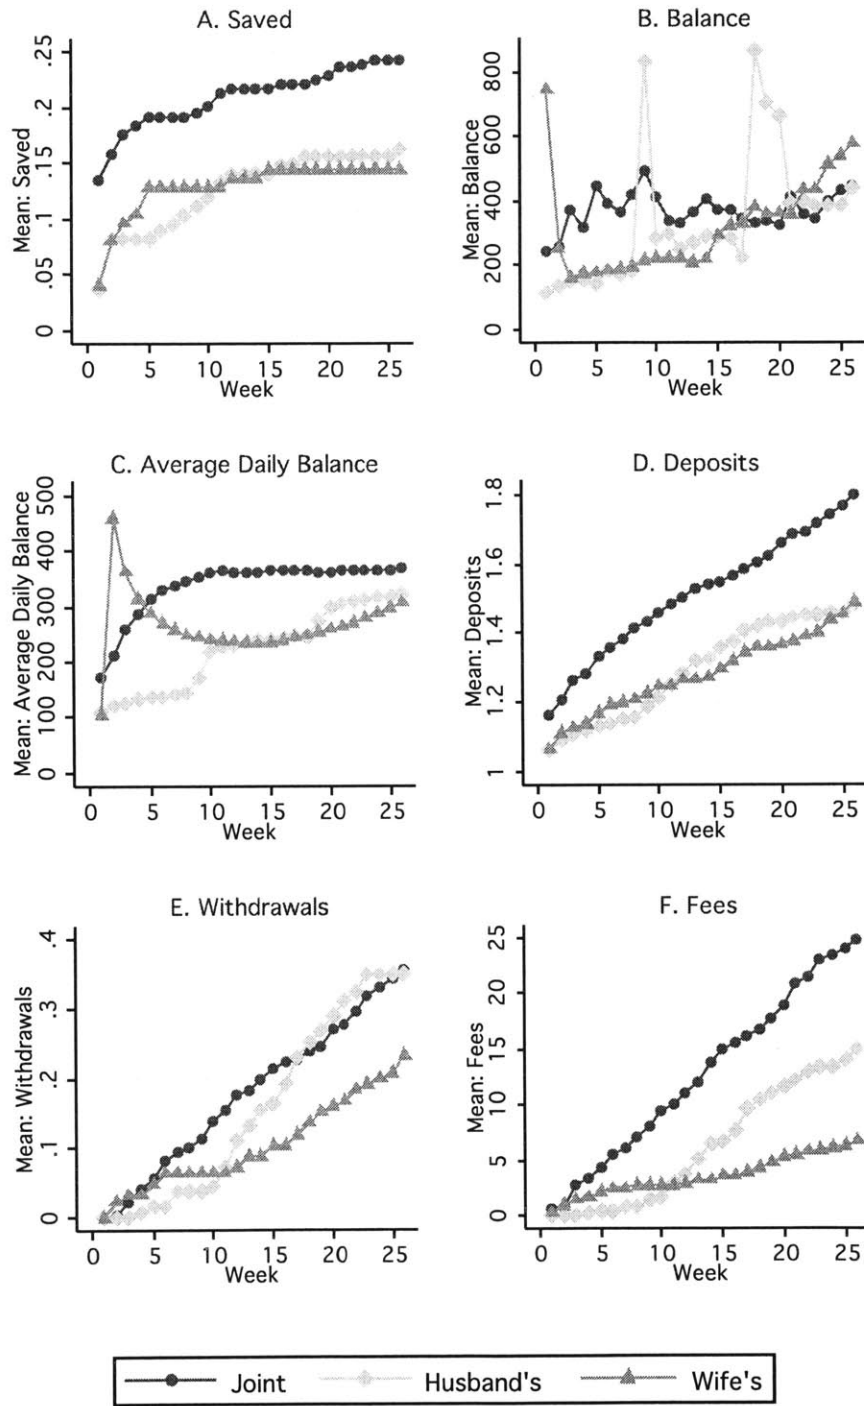 A. Saved
B. Balance
Mean: Saved
0 .05 .1 .15 .2 .25
0 5 10 15 20 25
Week
Mean: Balance
0 200 400 600 800
0 5 10 15 20 25
Week
C. Average Daily Balance
D. Deposits
Mean: Average Daily Balance
0 100 200 300 400 500
0 5 10 15 20 25
Week
Mean: Deposits
1 1.2 1.4 1.6 1.8
0 5 10 15 20 25
Week
E. Withdrawals
F. Fees
Mean: Withdrawals
0 .1 .2 .3 .4
0 5 10 15 20 25
Week
Mean: Fees
0 5 10 15 20 25
0 5 10 15 20 25
Week
Joint Husband's Wife's